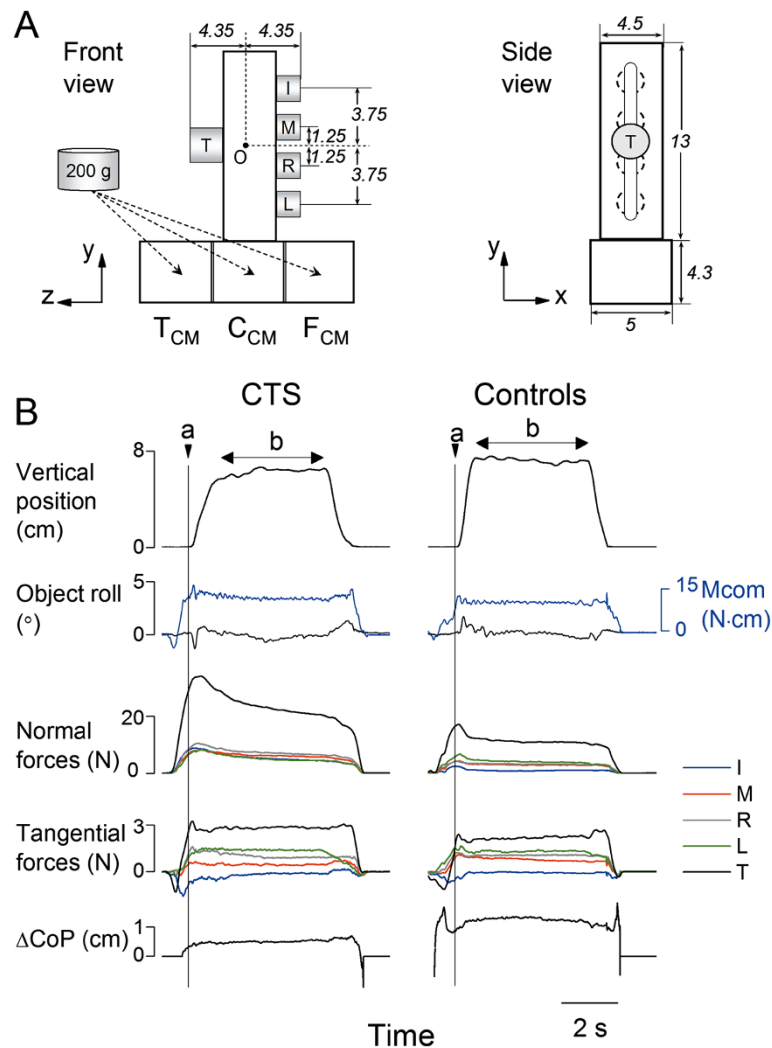 A
Front view
4.35 4.35
I
M
R
L
T
O
3.75
1.25
1.25
3.75
200 g
y
z
T_CM C_CM F_CM
Side view
4.5
T
13
4.3
5
y
x
B
CTS Controls
a b a b
Vertical position (cm)
8
0
Object roll (°)
5
0
15 Mcom
0 (N·cm)
Normal forces (N)
20
0
Tangential forces (N)
3
0
I
M
R
L
T
ΔCoP (cm)
1
0
2 s
Time